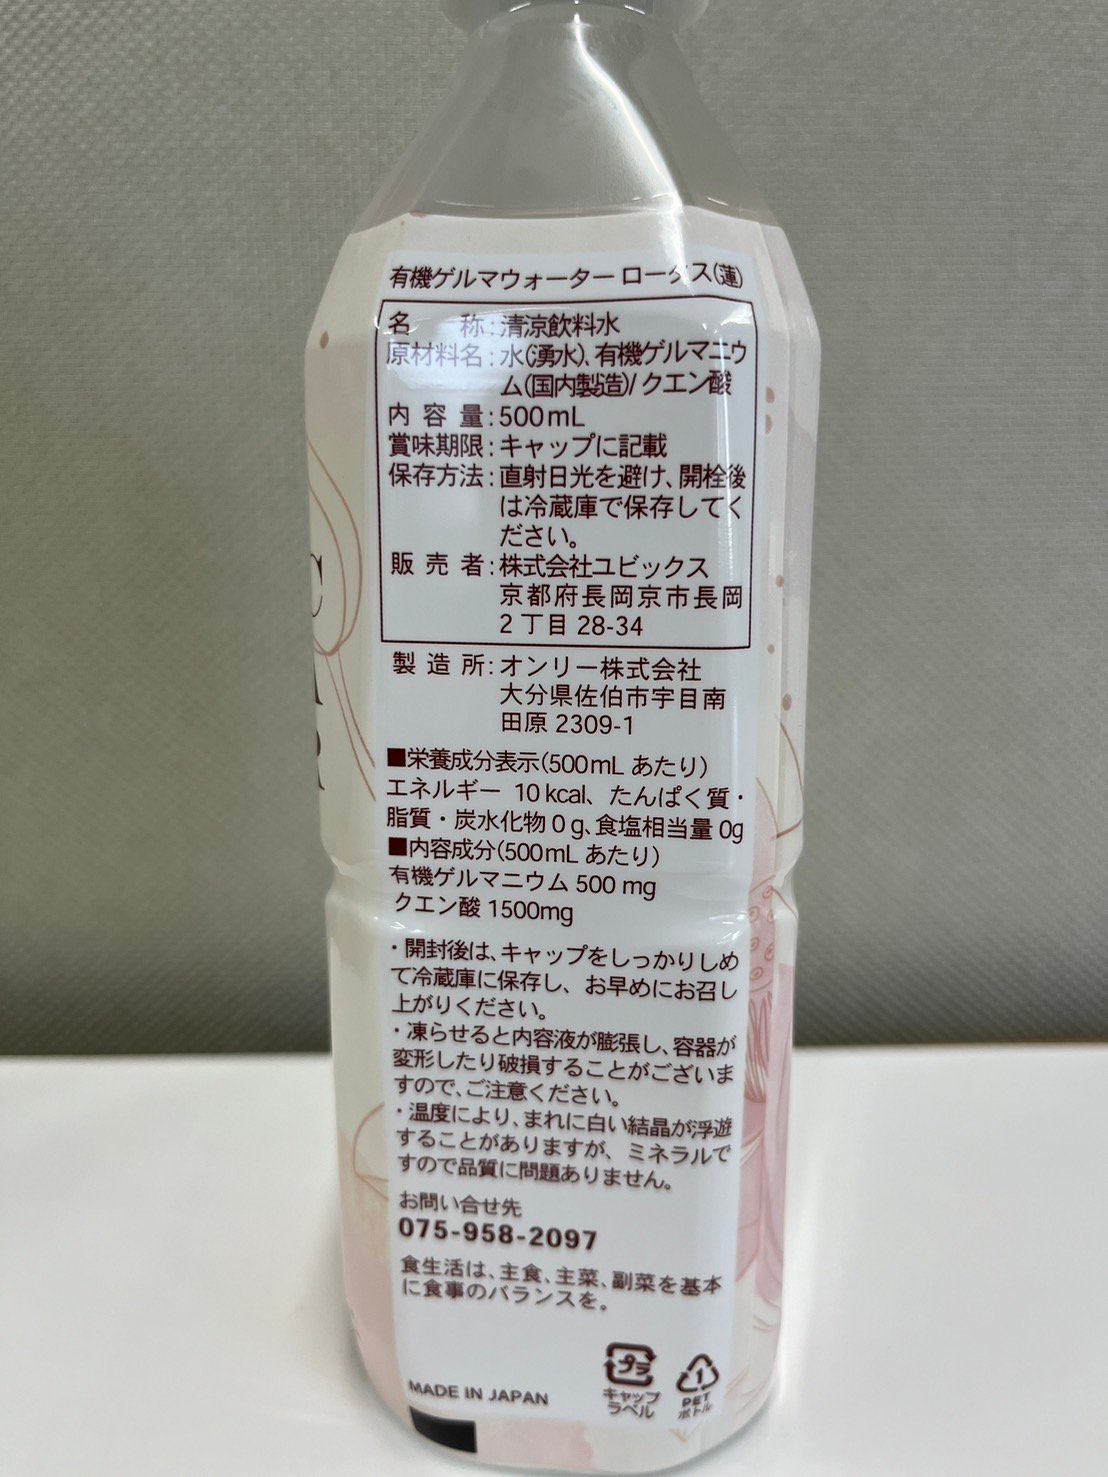 有機ゲルマウォーター ロータス(蓮)
名 称：清涼飲料水
原材料名：水(湧水)、有機ゲルマニウ
ム(国内製造)/ クエン酸
内容量：500mL
賞味期限：キャップに記載
保存方法：直射日光を避け、開栓後
は冷蔵庫で保存してく
ださい。
販売者：株式会社ユビックス
京都府長岡京市長岡
2丁目28-34
製造所：オンリー株式会社
大分県佐伯市宇目南
田原 2309-1
■栄養成分表示(500mL あたり)
エネルギー 10kcal、たんぱく質・
脂質・炭水化物0g、食塩相当量0g
■内容成分(500mL あたり)
有機ゲルマニウム 500 mg
クエン酸 1500mg
・開封後は、キャップをしっかりしめ
て冷蔵庫に保存し、お早めにお召し
上がりください。
・凍らせると内容液が膨張し、容器が
変形したり破損することがございま
すので、ご注意ください。
・温度により、まれに白い結晶が浮遊
することがありますが、ミネラルで
すので品質に問題ありません。
お問い合せ先
075-958-2097
食生活は、主食、主菜、副菜を基本
に食事のバランスを。
プラ
キャップ
ラベル
1
PET
ボトル
MADE IN JAPAN